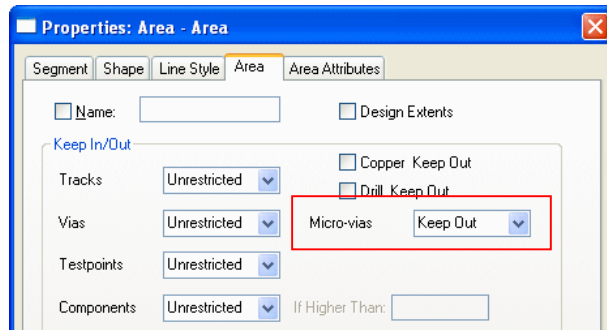 Properties: Area - Area
Segment Shape Line Style Area Area Attributes
Name: Design Extents
Keep In/Out
Copper Keep Out
Tracks Unrestricted
Drill Keep Out
Vias Unrestricted Micro-vias Keep Out
Testpoints Unrestricted
Components Unrestricted If Higher Than: